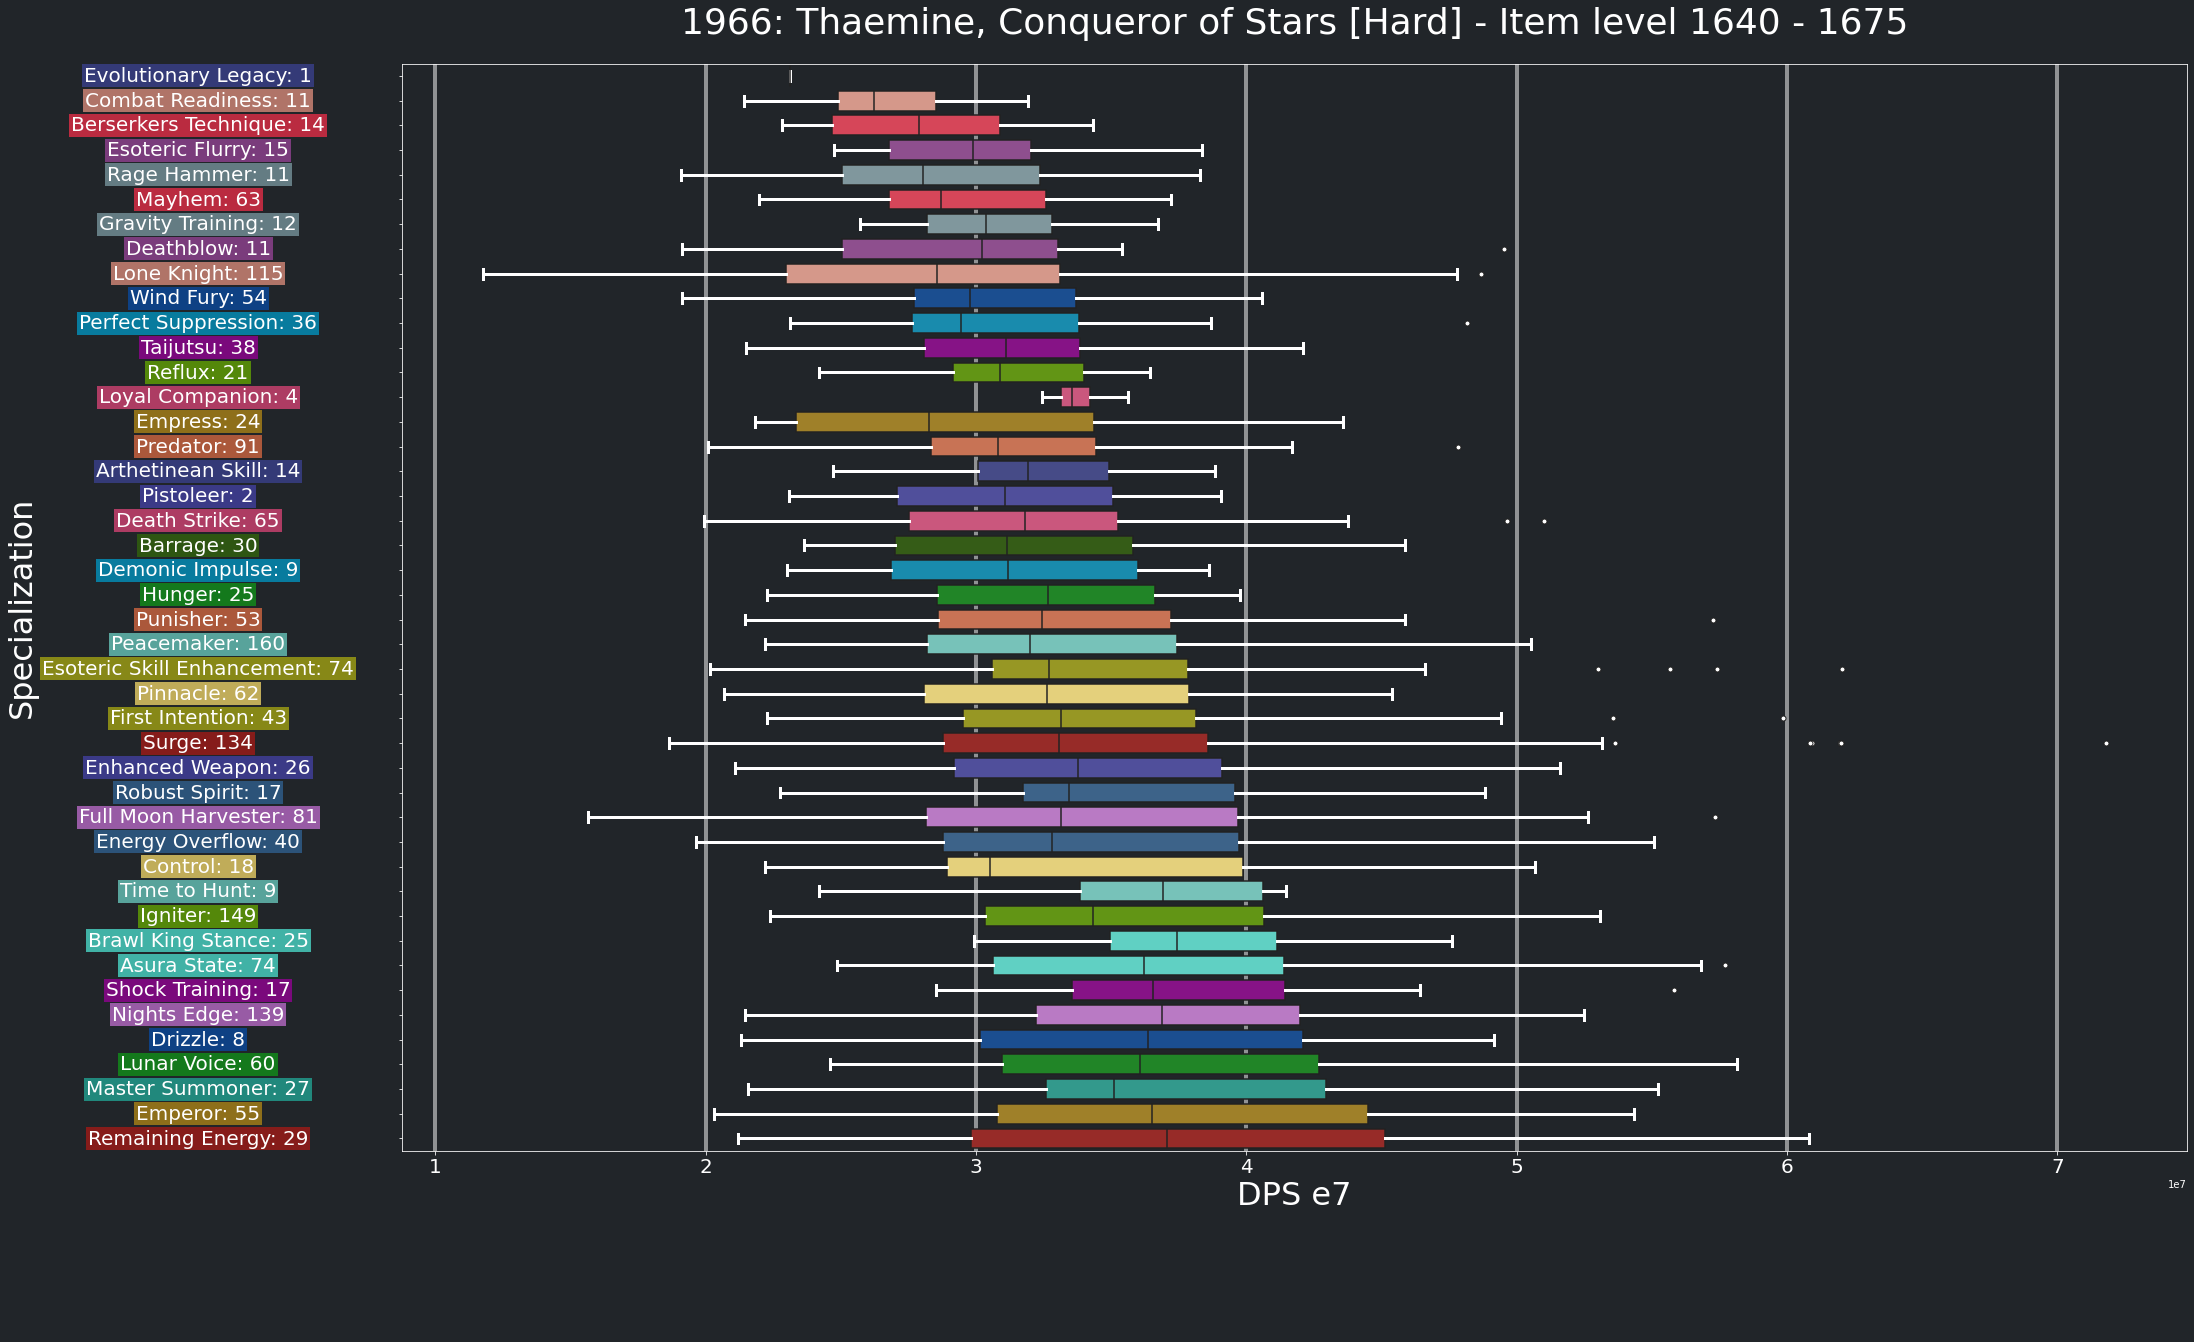 1966: Thaemine, Conqueror of Stars [Hard] - Item level 1640 - 1675
Specialization
Evolutionary Legacy: 1
Combat Readiness: 11
Berserkers Technique: 14
Esoteric Flurry: 15
Rage Hammer: 11
Mayhem: 63
Gravity Training: 12
Deathblow: 11
Lone Knight: 115
Wind Fury: 54
Perfect Suppression: 36
Taijutsu: 38
Reflux: 21
Loyal Companion: 4
Empress: 24
Predator: 91
Arthetinean Skill: 14
Pistoleer: 2
Death Strike: 65
Barrage: 30
Demonic Impulse: 9
Hunger: 25
Punisher: 53
Peacemaker: 160
Esoteric Skill Enhancement: 74
Pinnacle: 62
First Intention: 43
Surge: 134
Enhanced Weapon: 26
Robust Spirit: 17
Full Moon Harvester: 81
Energy Overflow: 40
Control: 18
Time to Hunt: 9
Igniter: 149
Brawl King Stance: 25
Asura State: 74
Shock Training: 17
Nights Edge: 139
Drizzle: 8
Lunar Voice: 60
Master Summoner: 27
Emperor: 55
Remaining Energy: 29
1 2 3 4 5 6 7
DPS e7
1e7